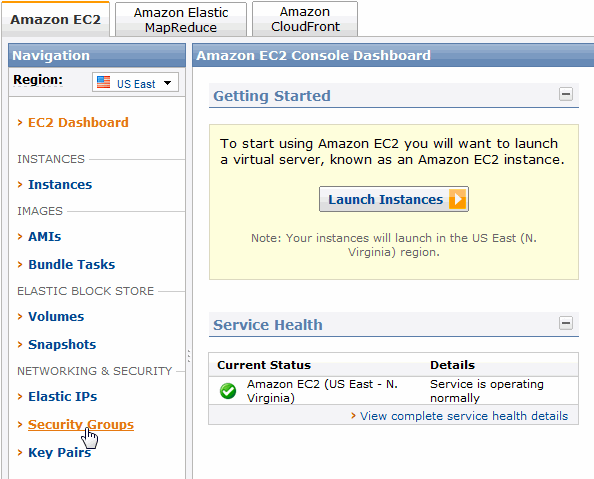 Amazon EC2
Amazon Elastic
MapReduce
Amazon
CloudFront
Navigation
Region:
US East
EC2 Dashboard
INSTANCES
Instances
IMAGES
AMIs
Bundle Tasks
ELASTIC BLOCK STORE
Volumes
Snapshots
NETWORKING & SECURITY
Elastic IPs
Security Groups
Key Pairs
Amazon EC2 Console Dashboard
Getting Started
To start using Amazon EC2 you will want to launch
a virtual server, known as an Amazon EC2 instance.
Launch Instances
Note: Your instances will launch in the US East (N.
Virginia) region.
Service Health
Current Status Details
Amazon EC2 (US East - N. Service is operating
Virginia) normally
View complete service health details